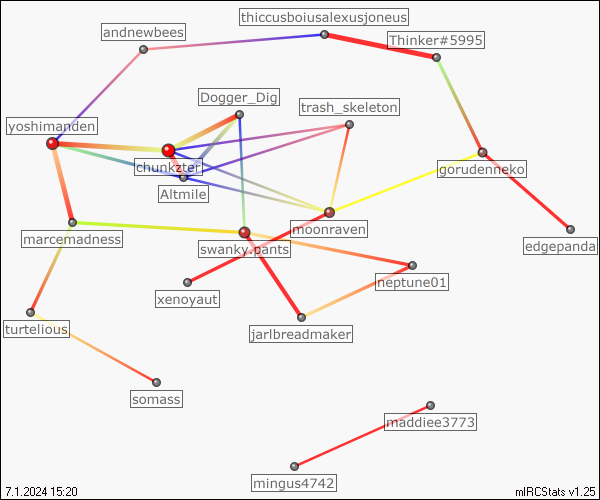 thiccusboiusalexusjoneus
andnewbees
Thinker#5995
Dogger_Dig
trash_skeleton
yoshimanden
chunkzter
gorudenneko
Altmile
moonraven
marcemadness
swanky.pants
edgepanda
neptune01
xenoyaut
turtelious
jarlbreadmaker
somass
maddiee3773
mingus4742
7.1.2024 15:20
mIRCStats v1.25